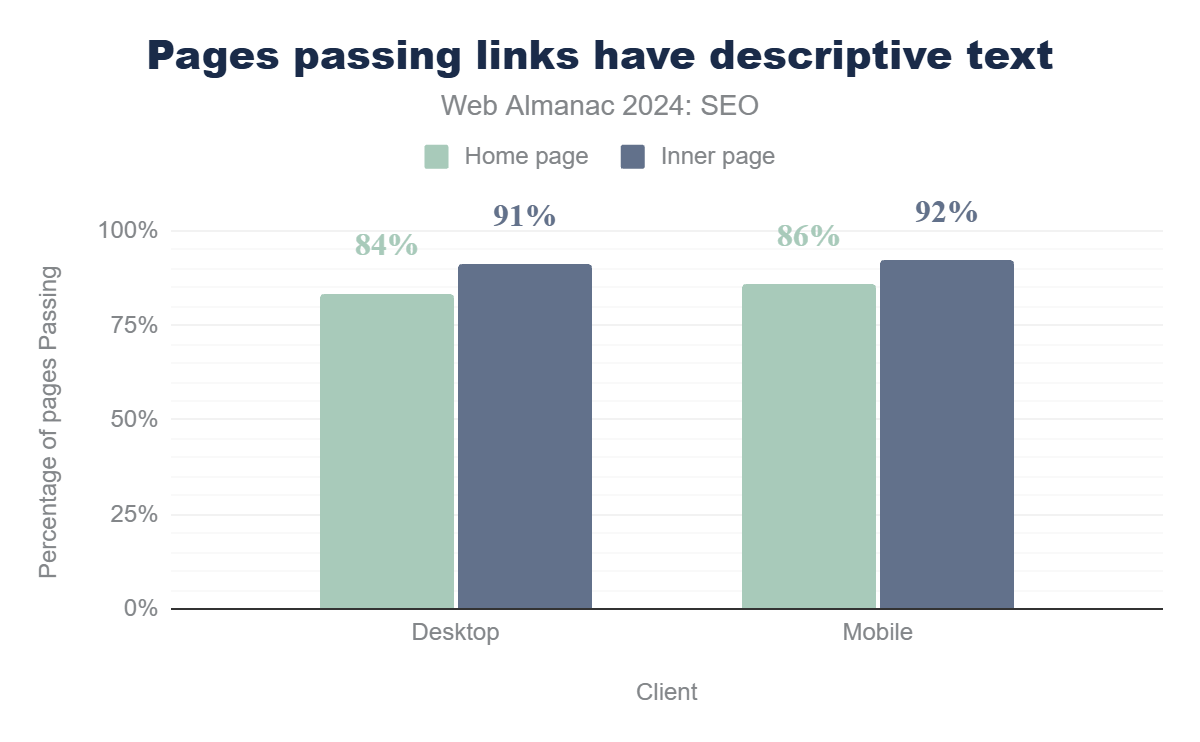 Pages passing links have descriptive text
Web Almanac 2024: SEO
Home page Inner page
Percentage of pages Passing
100%
75%
50%
25%
0%
84%
91%
86%
92%
Desktop Mobile
Client